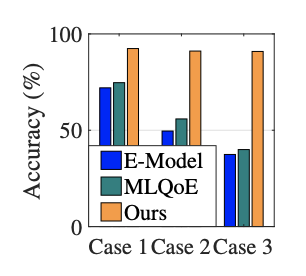 100
50
0
Accuracy (%)
E-Model
MLQoE
Ours
Case 1 Case 2 Case 3